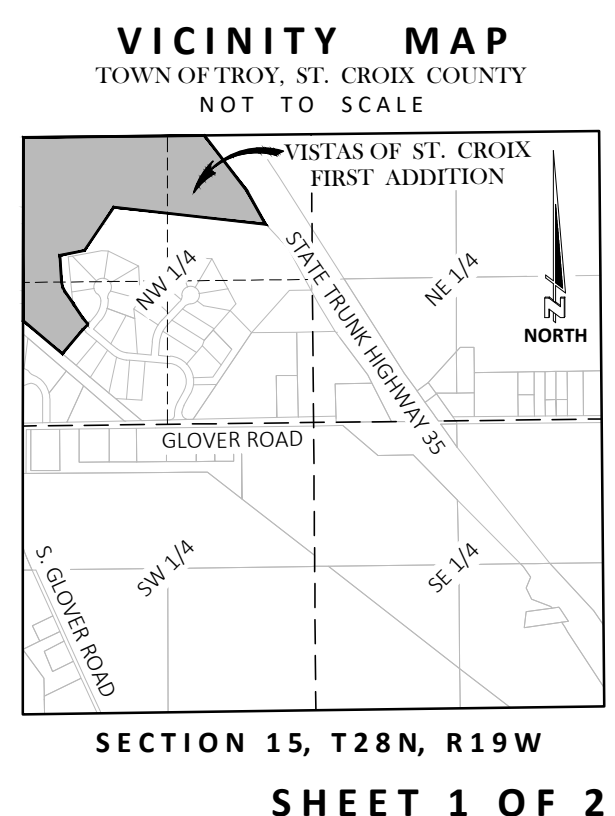 VICINITY MAP
TOWN OF TROY, ST. CROIX COUNTY
NOT TO SCALE
VISTAS OF ST. CROIX
FIRST ADDITION
STATE TRUNK HIGHWAY 35
NW 1/4
NE 1/4
N
NORTH
GLOVER ROAD
S. GLOVER ROAD
SW 1/4
SE 1/4
SECTION 15, T28N, R19W
SHEET 1 OF 2